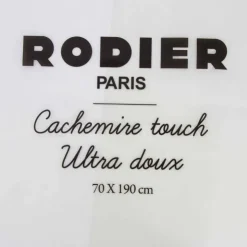 RODIER
PARIS
Cachemire touch
Ultra doux
70 X 190 cm